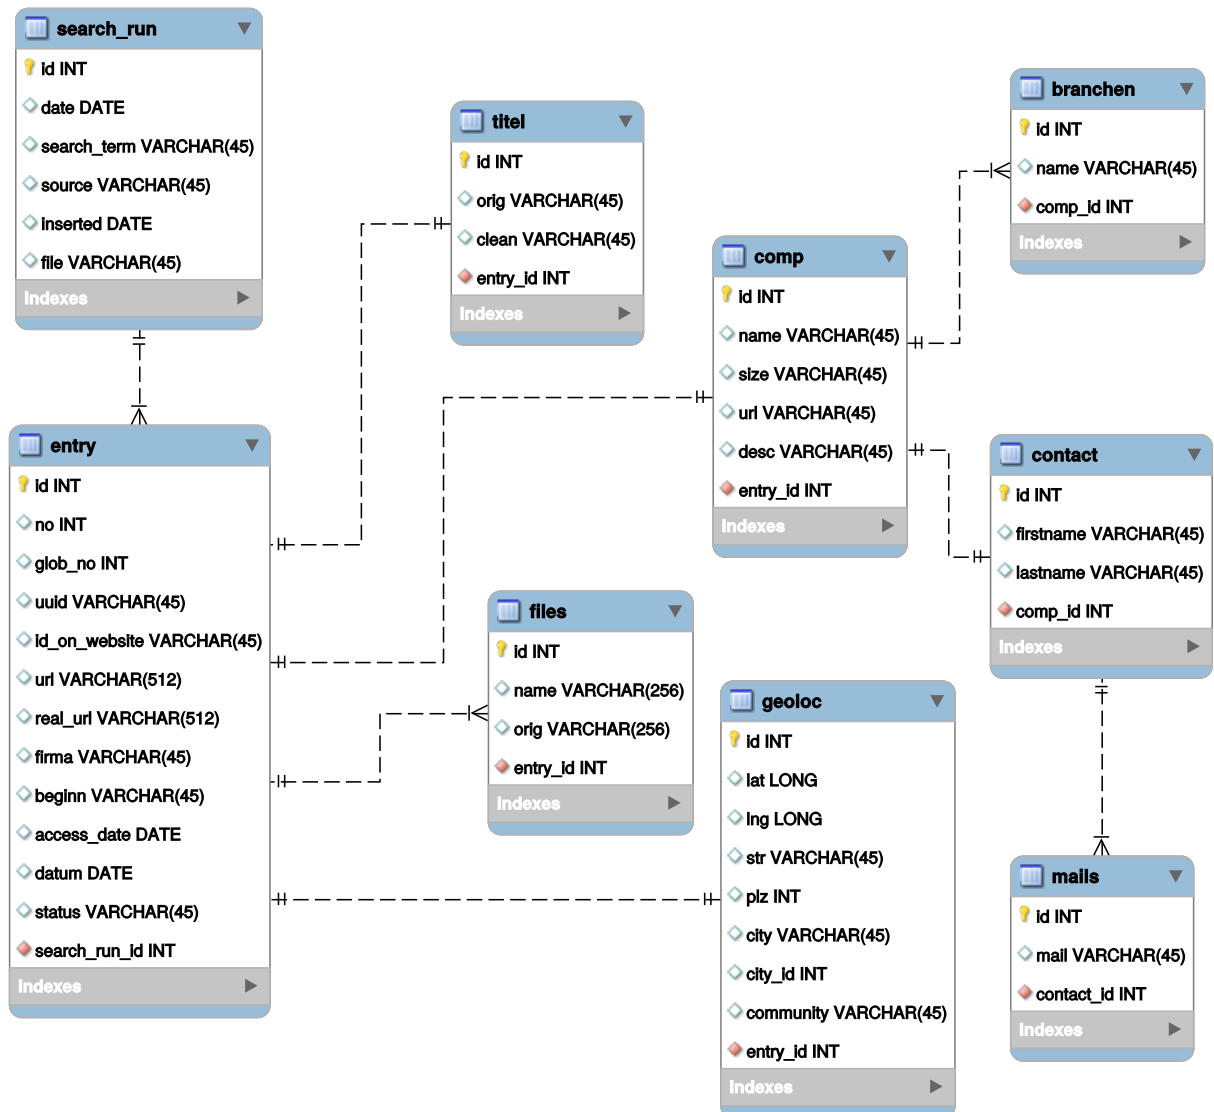 search_run
id INT
date DATE
search_term VARCHAR(45)
source VARCHAR(45)
inserted DATE
file VARCHAR(45)
Indexes
titel
id INT
orig VARCHAR(45)
clean VARCHAR(45)
entry_id INT
Indexes
branchen
id INT
name VARCHAR(45)
comp_id INT
Indexes
comp
id INT
name VARCHAR(45)
size VARCHAR(45)
url VARCHAR(45)
desc VARCHAR(45)
entry_id INT
Indexes
entry
id INT
no INT
glob_no INT
uuid VARCHAR(45)
id_on_website VARCHAR(45)
url VARCHAR(512)
real_url VARCHAR(512)
firma VARCHAR(45)
beginn VARCHAR(45)
access_date DATE
datum DATE
status VARCHAR(45)
search_run_id INT
Indexes
contact
id INT
firstname VARCHAR(45)
lastname VARCHAR(45)
comp_id INT
Indexes
files
id INT
name VARCHAR(256)
orig VARCHAR(256)
entry_id INT
Indexes
geoloc
id INT
lat LONG
lng LONG
str VARCHAR(45)
plz INT
city VARCHAR(45)
city_id INT
community VARCHAR(45)
entry_id INT
Indexes
mails
id INT
mail VARCHAR(45)
contact_id INT
Indexes